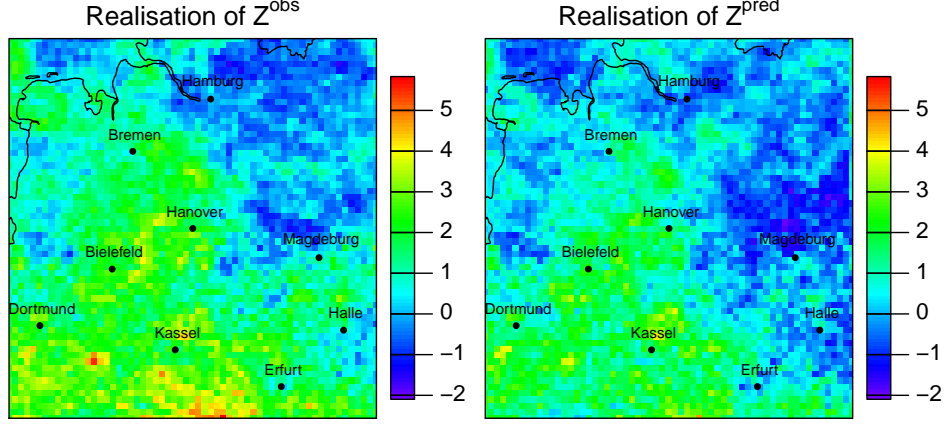 Realisation of Z^obs
Hamburg
Bremen
Hanover
Magdeburg
Bielefeld
Dortmund
Halle
Kassel
Erfurt
5
4
3
2
1
0
−1
−2
Realisation of Z^pred
Hamburg
Bremen
Hanover
Magdeburg
Bielefeld
Dortmund
Halle
Kassel
Erfurt
5
4
3
2
1
0
−1
−2